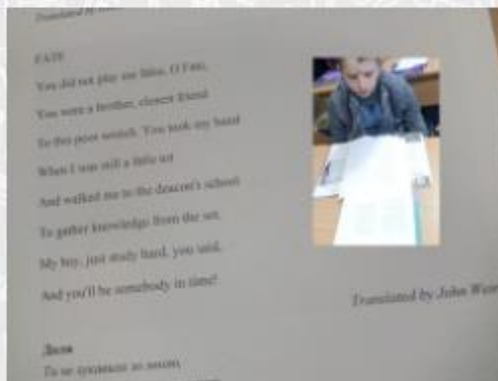 Translated by
FATE
You did not play me false, O Fate,
You were a brother, closest friend
To this poor wretch. You took my hand
When I was still a little tot
And walked me to the deacon's school
To gather knowledge from the sot.
My boy, just study hard, you said,
And you'll be somebody in time!
Translated by John Weir
Доля
Ти не лукавила зо мною,